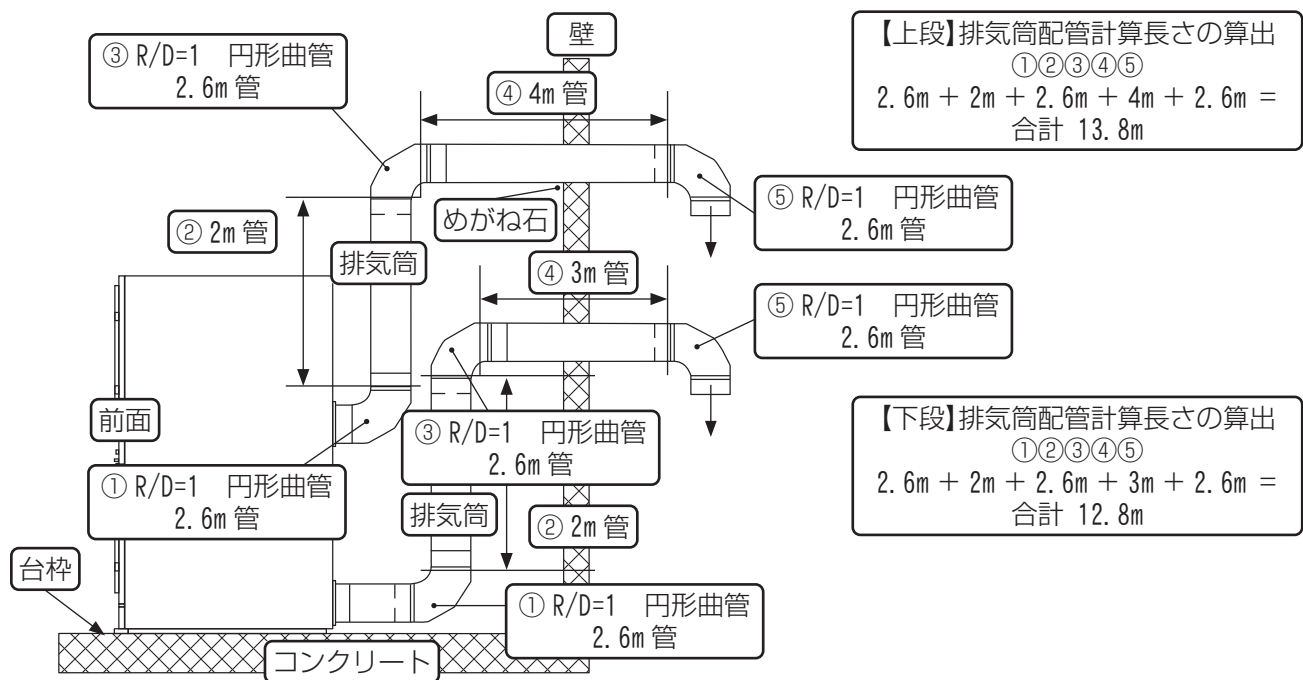 ③ R/D=1 円形曲管
2.6m 管
壁
④ 4m 管
【上段】排気筒配管計算長さの算出
①②③④⑤
2.6m + 2m + 2.6m + 4m + 2.6m =
合計 13.8m
② 2m 管
めがね石
⑤ R/D=1 円形曲管
2.6m 管
排気筒
④ 3m 管
⑤ R/D=1 円形曲管
2.6m 管
前面
③ R/D=1 円形曲管
2.6m 管
【下段】排気筒配管計算長さの算出
①②③④⑤
2.6m + 2m + 2.6m + 3m + 2.6m =
合計 12.8m
① R/D=1 円形曲管
2.6m 管
排気筒
② 2m 管
台枠
① R/D=1 円形曲管
2.6m 管
コンクリート